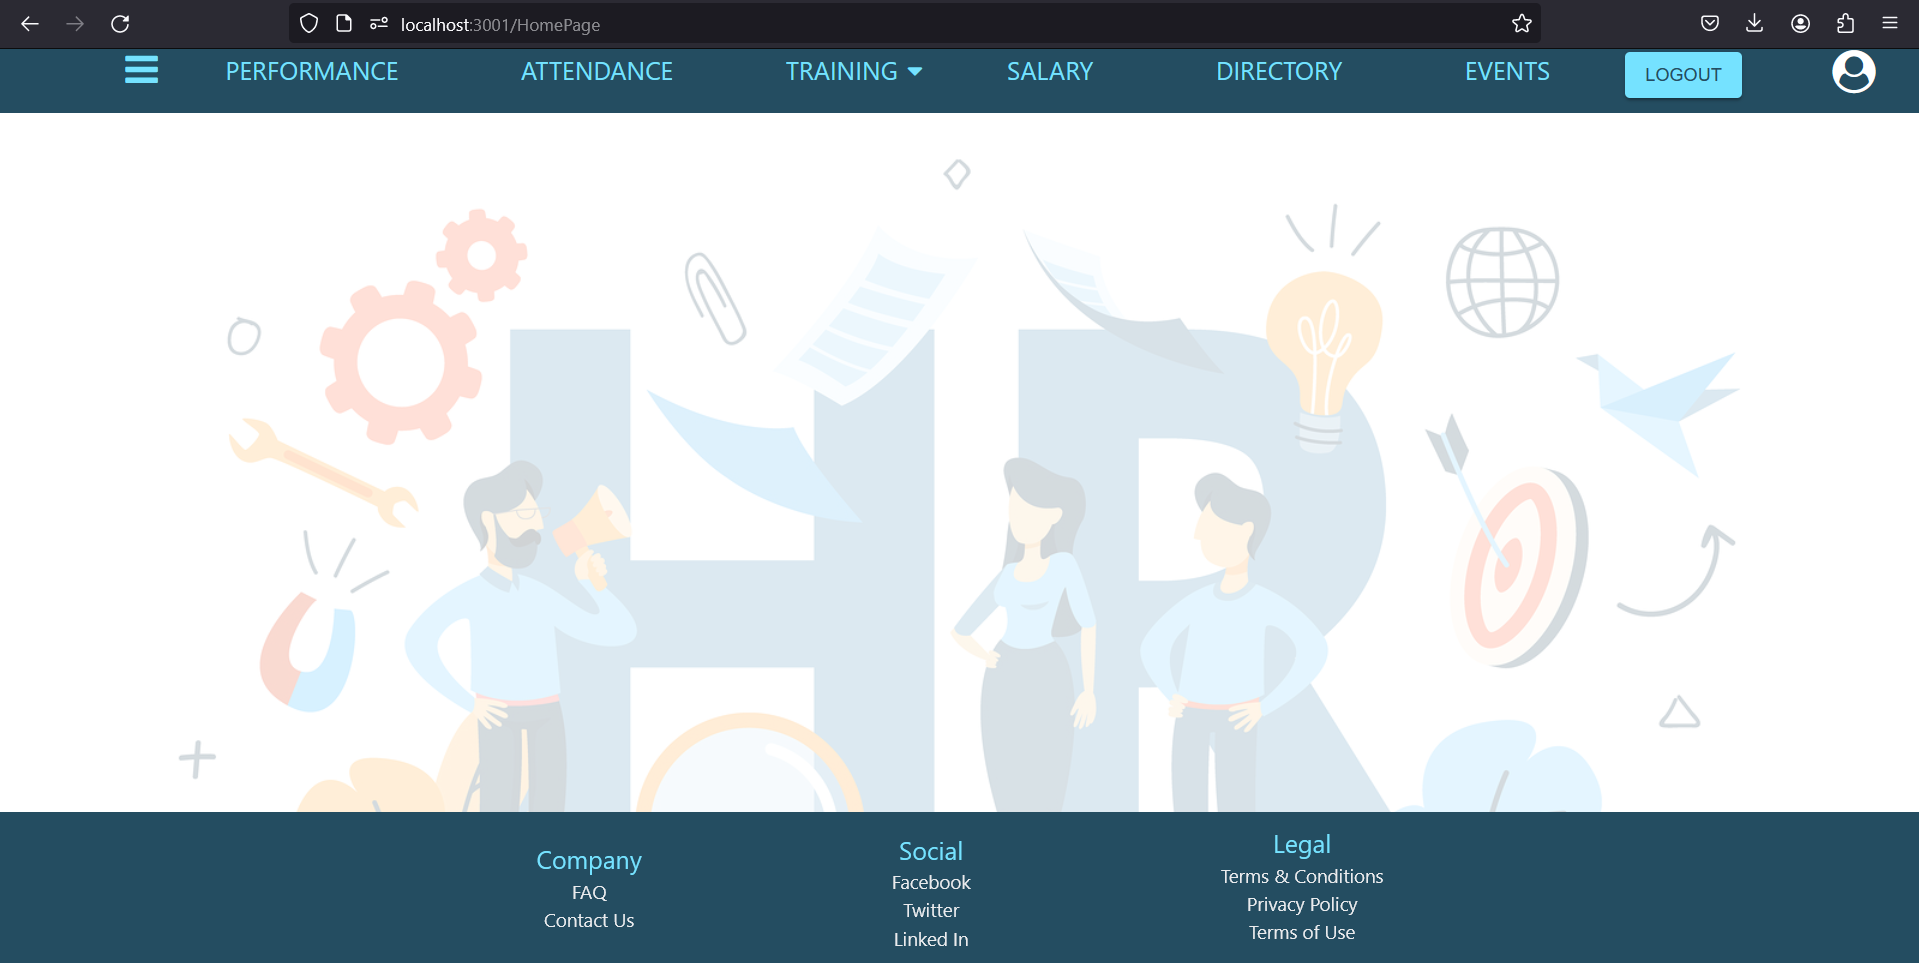 localhost:3001/HomePage
PERFORMANCE ATTENDANCE TRAINING SALARY DIRECTORY EVENTS LOGOUT
HR
Company
FAQ
Contact Us
Social
Facebook
Twitter
Linked In
Legal
Terms & Conditions
Privacy Policy
Terms of Use